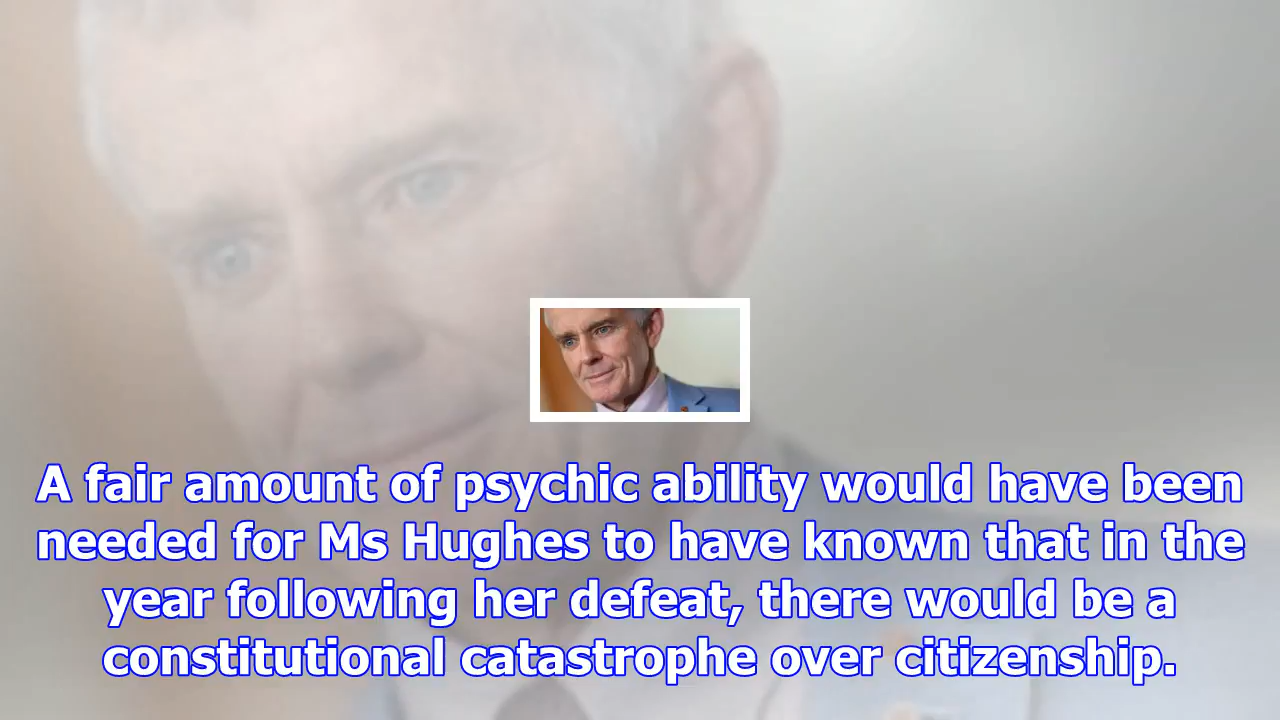 A fair amount of psychic ability would have been
needed for Ms Hughes to have known that in the
year following her defeat, there would be a
constitutional catastrophe over citizenship.